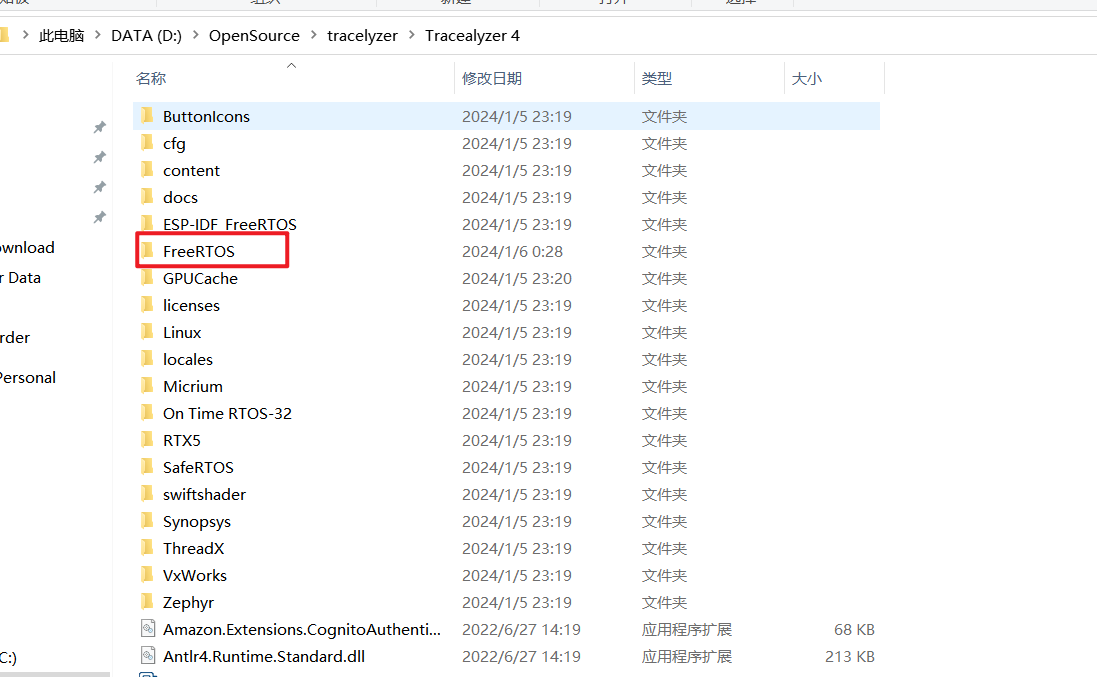 此电脑 > DATA (D:) > OpenSource > tracelyzer > Tracealyzer 4
名称 修改日期 类型 大小
ButtonIcons 2024/1/5 23:19 文件夹
cfg 2024/1/5 23:19 文件夹
content 2024/1/5 23:19 文件夹
docs 2024/1/5 23:19 文件夹
ESP-IDF_FreeRTOS 2024/1/5 23:19 文件夹
ownload FreeRTOS 2024/1/6 0:28 文件夹
r Data GPUCache 2024/1/5 23:20 文件夹
licenses 2024/1/5 23:19 文件夹
rder Linux 2024/1/5 23:19 文件夹
locales 2024/1/5 23:19 文件夹
Personal Micrium 2024/1/5 23:19 文件夹
On Time RTOS-32 2024/1/5 23:19 文件夹
RTX5 2024/1/5 23:19 文件夹
SafeRTOS 2024/1/5 23:19 文件夹
swiftshader 2024/1/5 23:19 文件夹
Synopsys 2024/1/5 23:19 文件夹
ThreadX 2024/1/5 23:19 文件夹
VxWorks 2024/1/5 23:19 文件夹
Zephyr 2024/1/5 23:19 文件夹
Amazon.Extensions.CognitoAuthenti... 2022/6/27 14:19 应用程序扩展 68 KB
C:) Antlr4.Runtime.Standard.dll 2022/6/27 14:19 应用程序扩展 213 KB